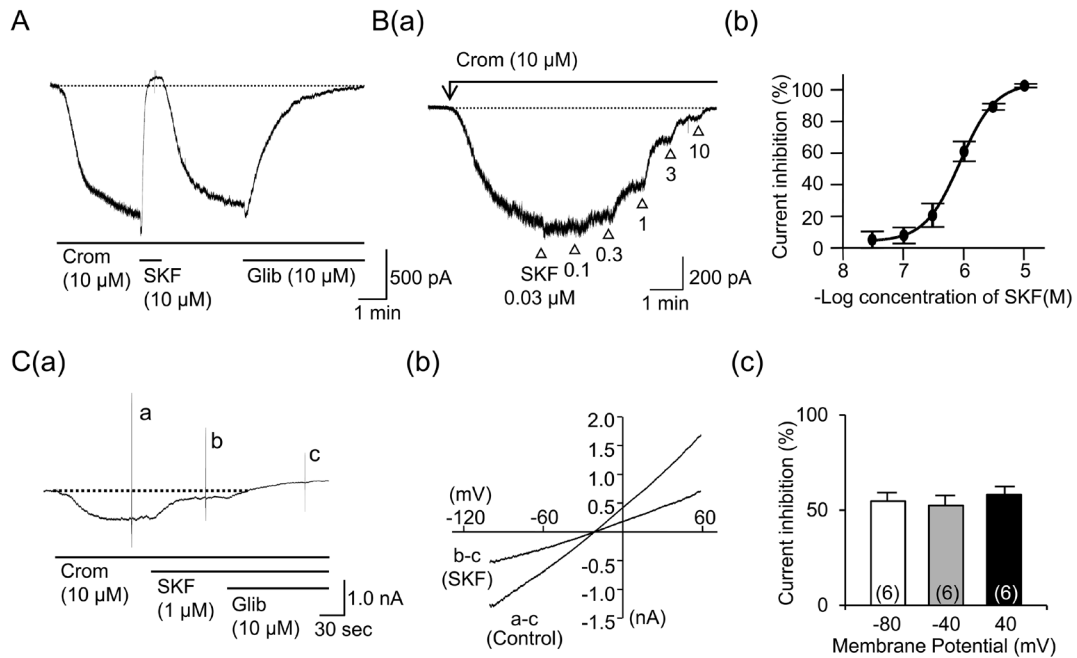 A
Crom
(10 µM)
SKF
(10 µM)
Glib (10 µM)
500 pA
1 min
B(a)
Crom (10 µM)
SKF
0.03 µM
0.1
0.3
1
3
10
200 pA
1 min
(b)
Current inhibition (%)
100
80
60
40
20
0
8
7
6
5
-Log concentration of SKF(M)
C(a)
a
b
c
Crom
(10 µM)
SKF
(1 µM)
Glib
(10 µM)
1.0 nA
30 sec
(b)
2.0
1.5
1.0
0.5
(mV)
-120
-60
60
-0.5
-1.0
-1.5
(nA)
b-c
(SKF)
a-c
(Control)
(c)
Current inhibition (%)
100
50
0
(6)
(6)
(6)
-80
-40
40
Membrane Potential (mV)